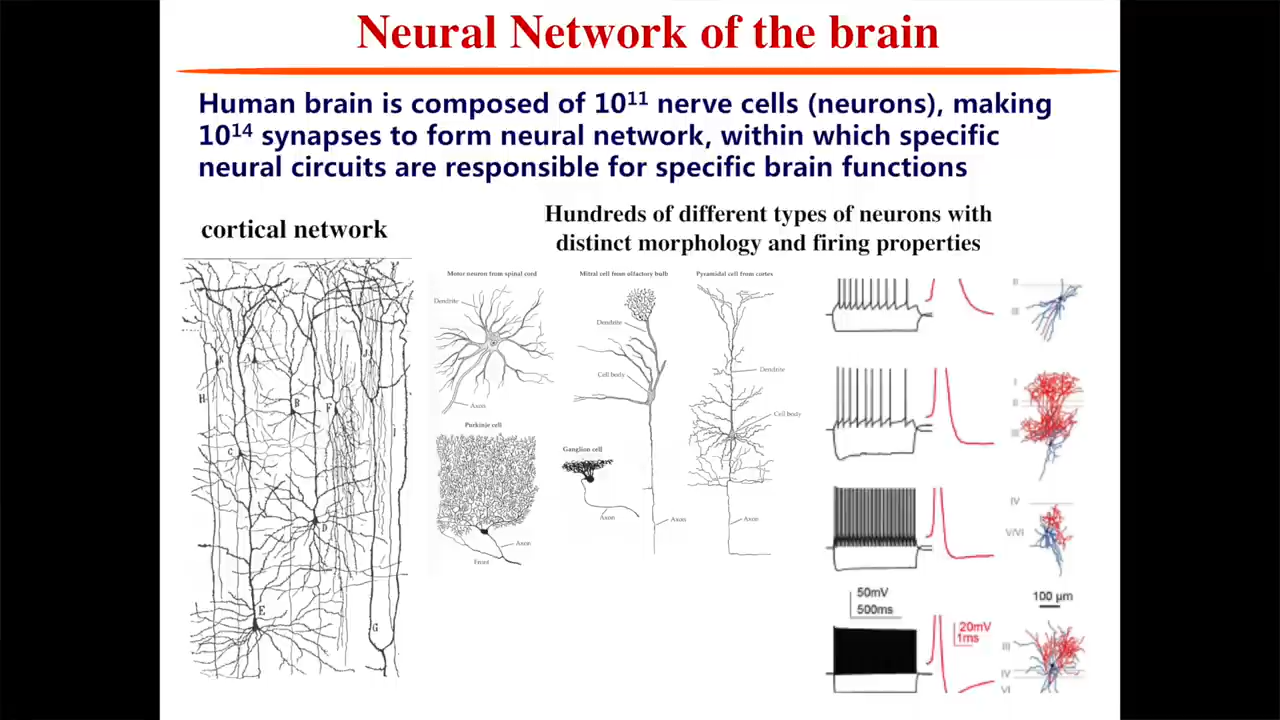 Neural Network of the brain
Human brain is composed of 10¹¹ nerve cells (neurons), making
10¹⁴ synapses to form neural network, within which specific
neural circuits are responsible for specific brain functions
cortical network
Hundreds of different types of neurons with
distinct morphology and firing properties
K
J
H
B
F
I
C
D
E
G
Motor neuron from spinal cord
Dendrite
Axon
Mitral cell from olfactory bulb
Dendrite
Cell body
Axon
Pyramidal cell from cortex
Dendrite
Cell body
Axon
Purkinje cell
Axon
Ganglion cell
Axon
II
III
I
II
III
IV
V/VI
50mV
500ms
100 µm
20mV
1ms
III
IV
VI